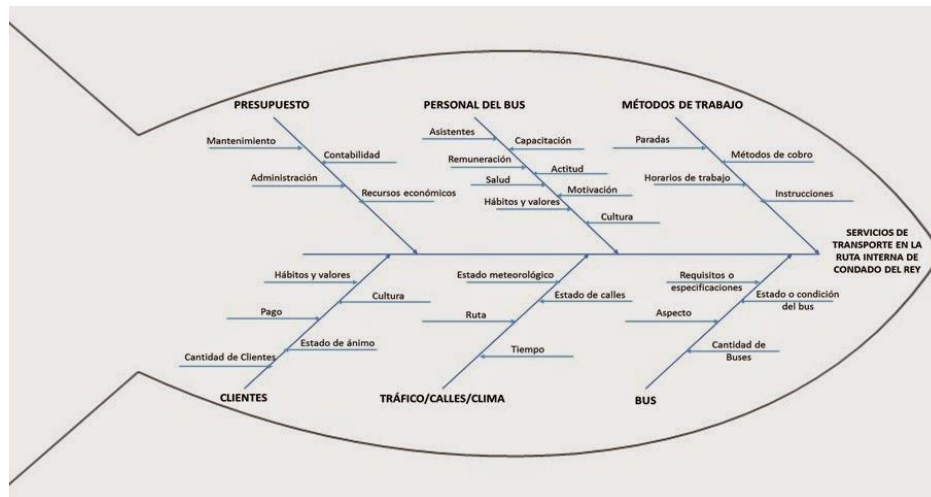 PRESUPUESTO
Mantenimiento
Contabilidad
Administración
Recursos económicos
PERSONAL DEL BUS
Asistentes
Capacitación
Remuneración
Actitud
Salud
Motivación
Hábitos y valores
Cultura
MÉTODOS DE TRABAJO
Paradas
Métodos de cobro
Horarios de trabajo
Instrucciones
SERVICIOS DE
TRANSPORTE EN LA
RUTA INTERNA DE
CONDADO DEL REY
Hábitos y valores
Cultura
Pago
Estado de ánimo
Cantidad de Clientes
CLIENTES
Estado meteorológico
Estado de calles
Ruta
Tiempo
TRÁFICO/CALLES/CLIMA
Requisitos o
especificaciones
Estado o condición
del bus
Aspecto
Cantidad de
Buses
BUS